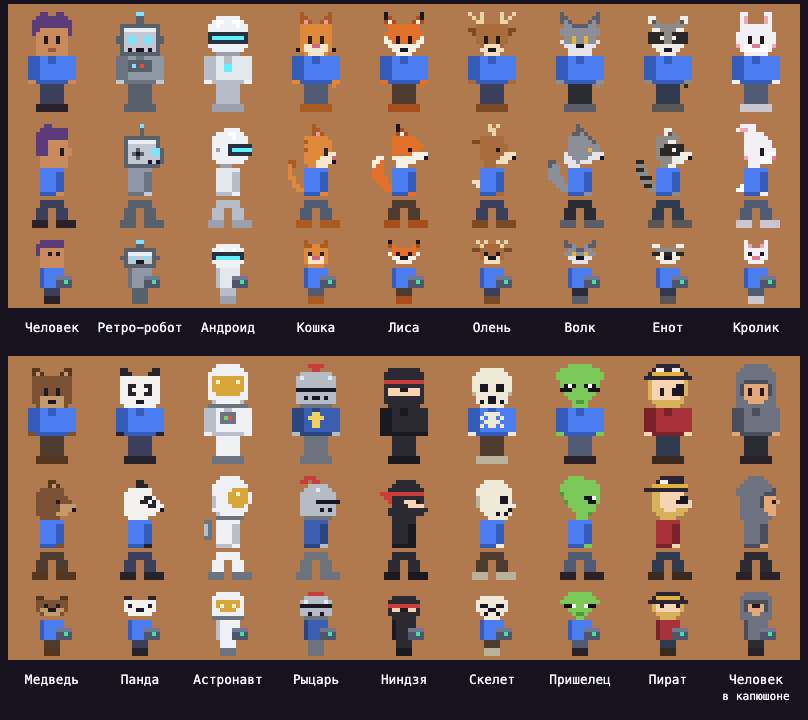 Человек Ретро-робот Андроид Кошка Лиса Олень Волк Енот Кролик
Медведь Панда Астронавт Рыцарь Ниндзя Скелет Пришелец Пират Человек
в капюшоне